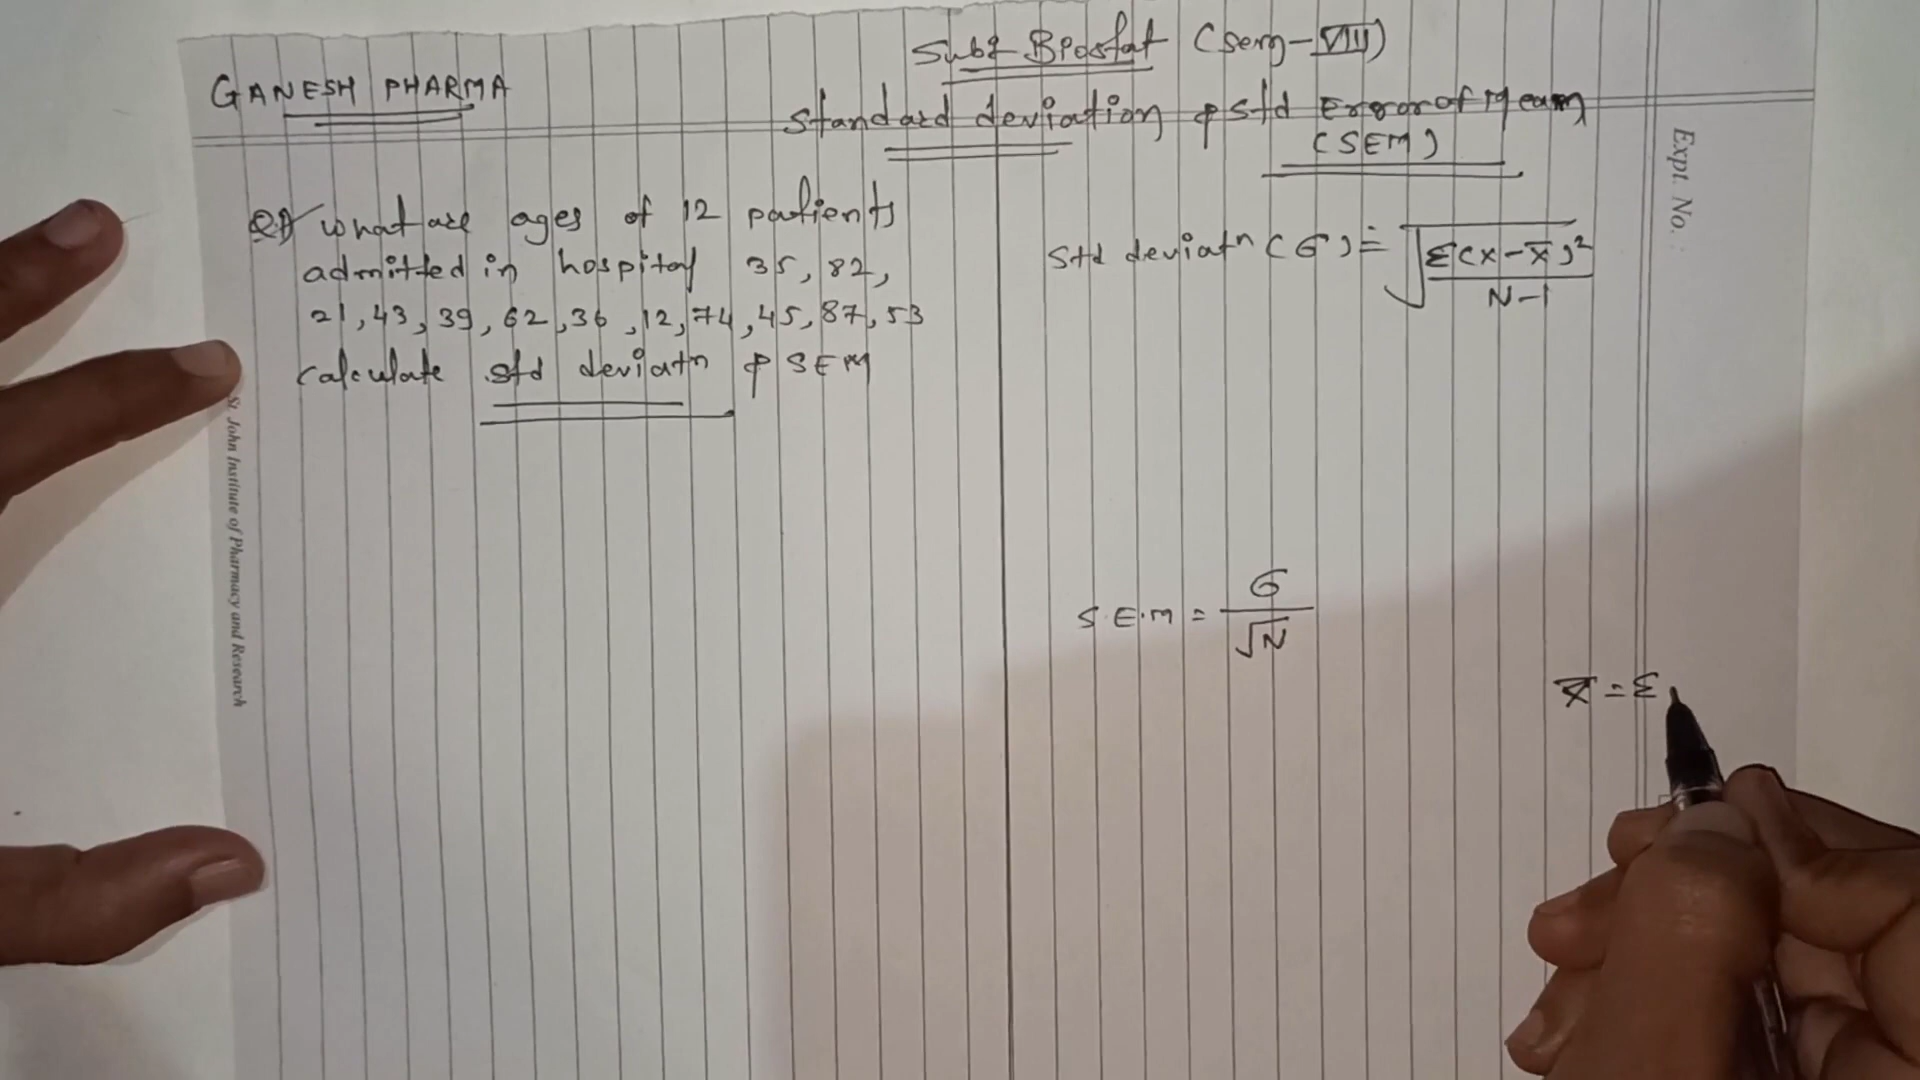 GANESH PHARMA
Sub: Biostat (Sem-VIII)
Standard deviation & std Error of Mean
(SEM)
Q1) What are ages of 12 patients
admitted in hospital 35, 82,
21, 43, 39, 62, 36, 12, 74, 45, 87, 53
Calculate std deviatn & SEM
Std deviatn (σ) = √Σ(x-x̄)²
N-1
S.E.M = σ
√N
x̄ = Σ
Expt. No. :
St. John Institute of Pharmacy and Research